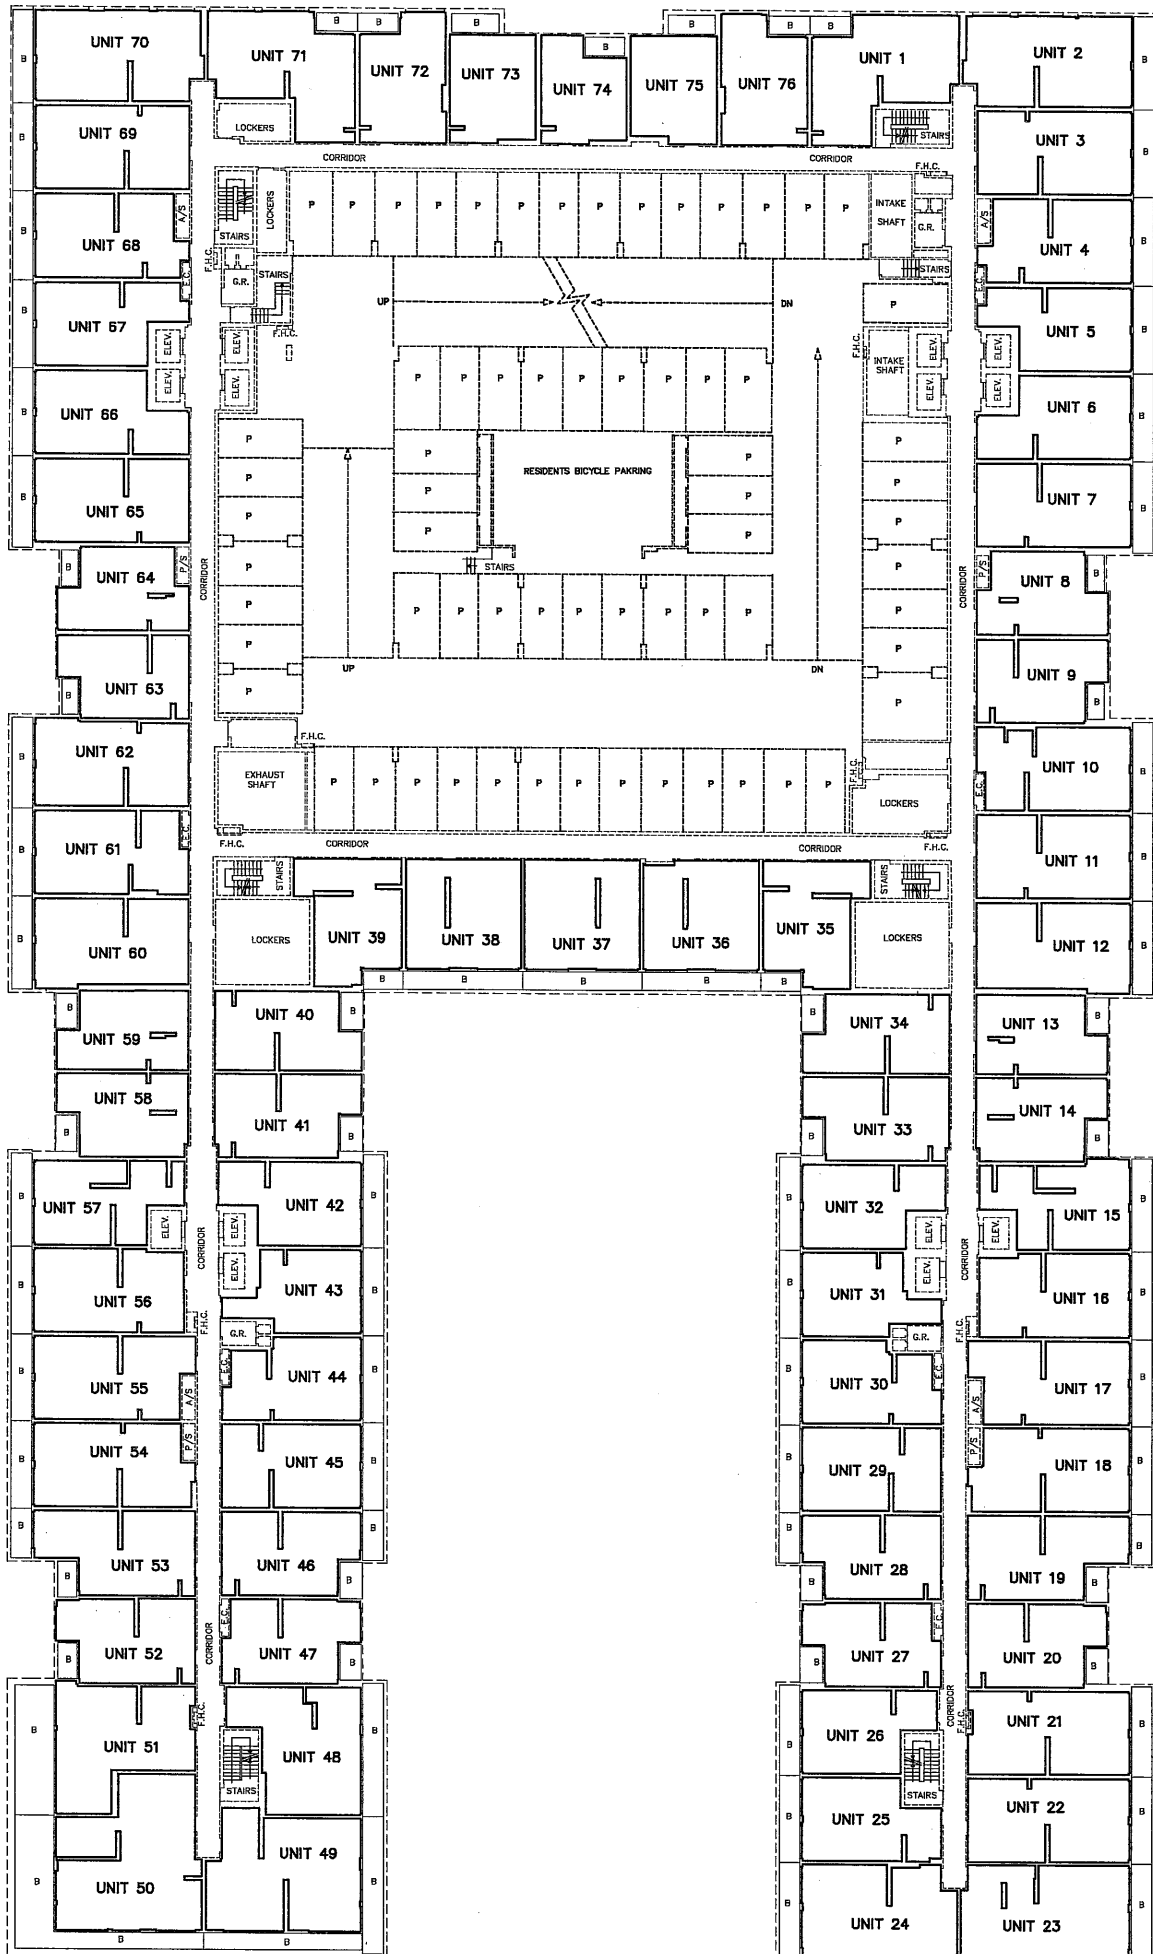 UNIT 70
UNIT 71
UNIT 72
UNIT 73
UNIT 74
UNIT 75
UNIT 76
UNIT 1
UNIT 2
B
B
B
B
B
B
B
B
UNIT 69
LOCKERS
CORRIDOR
CORRIDOR
STAIRS
UNIT 3
B
B
F.H.C.
UNIT 68
A/S
STAIRS
LOCKERS
P P P P P P P P P P P P P P
INTAKE
SHAFT
G.R.
A/S
UNIT 4
B
B
F.H.C.
E.C.
G.R.
STAIRS
STAIRS
E.C.
UNIT 67
UP
DN
P
UNIT 5
B
B
F.H.C.
F.H.C.
ELEV.
ELEV.
INTAKE
SHAFT
ELEV.
ELEV.
P P P P P P P P P
UNIT 66
ELEV.
ELEV.
ELEV.
ELEV.
UNIT 6
B
B
P
P
P
P
RESIDENTS BICYCLE PAKRING
P
P
P
P
UNIT 65
P
P
P
P
UNIT 7
B
B
UNIT 64
B
P/S
CORRIDOR
P
STAIRS
P
CORRIDOR
P/S
UNIT 8
B
P
P P P P P P P P P
P
UNIT 63
B
P
UP
DN
P
P
UNIT 9
B
UNIT 62
B
F.H.C.
UNIT 10
B
E.C.
EXHAUST
SHAFT
P P P P P P P P P P P P P
F.H.C.
LOCKERS
UNIT 61
B
E.C.
F.H.C.
CORRIDOR
CORRIDOR
F.H.C.
UNIT 11
B
STAIRS
STAIRS
UNIT 60
B
LOCKERS
UNIT 39
UNIT 38
UNIT 37
UNIT 36
UNIT 35
LOCKERS
UNIT 12
B
B
B
B
B
B
UNIT 59
B
UNIT 40
B
B
UNIT 34
UNIT 13
B
UNIT 58
B
UNIT 41
B
B
UNIT 33
UNIT 14
B
UNIT 57
B
ELEV.
CORRIDOR
ELEV.
UNIT 42
B
B
UNIT 32
ELEV.
CORRIDOR
ELEV.
UNIT 15
B
UNIT 56
B
ELEV.
UNIT 43
B
B
UNIT 31
ELEV.
UNIT 16
B
F.H.C.
G.R.
G.R.
F.H.C.
UNIT 55
B
A/S
E.C.
UNIT 44
B
B
UNIT 30
E.C.
A/S
UNIT 17
B
UNIT 54
B
P/S
UNIT 45
B
B
UNIT 29
P/S
UNIT 18
B
UNIT 53
B
B
UNIT 46
B
B
B
B
UNIT 28
UNIT 19
B
B
UNIT 52
B
CORRIDOR
E.C.
UNIT 47
B
B
UNIT 27
E.C.
UNIT 20
B
UNIT 51
B
F.H.C.
UNIT 48
B
B
UNIT 26
CORRIDOR
F.H.C.
UNIT 21
B
STAIRS
STAIRS
UNIT 25
B
UNIT 22
B
UNIT 50
B
UNIT 49
B
B
UNIT 24
UNIT 23
B
B
B